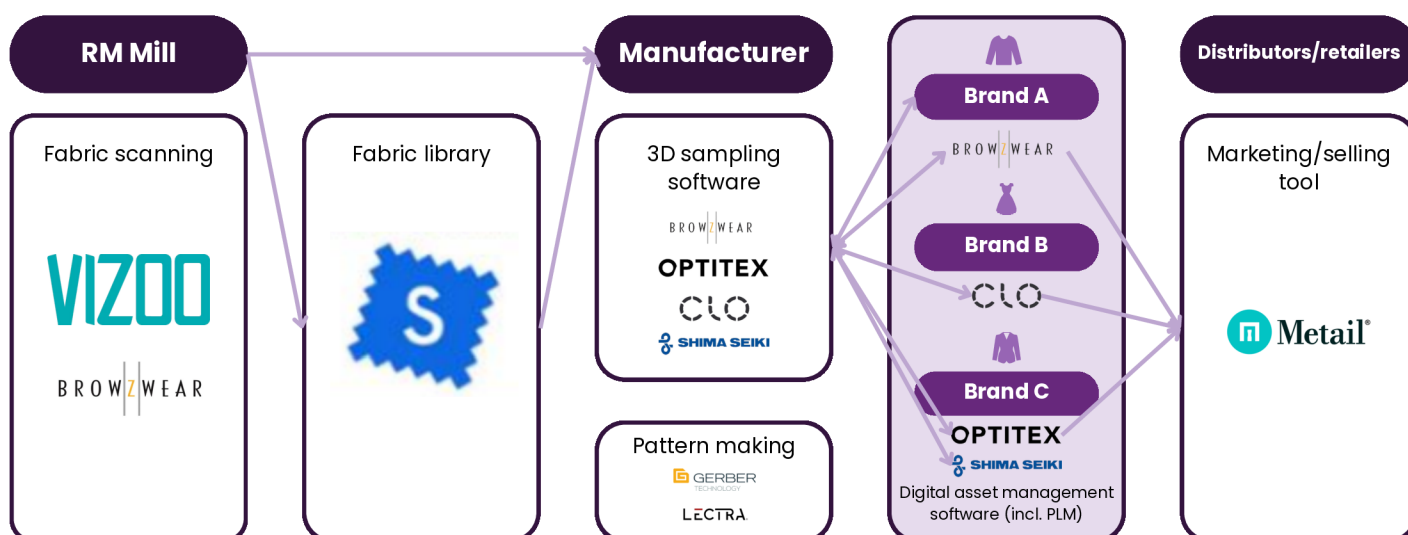 RM Mill
Fabric scanning
VIZOO
BROWZWEAR
Fabric library
S
Manufacturer
3D sampling
software
BROWZWEAR
OPTITEX
CLO
SHIMA SEIKI
Pattern making
GERBER
TECHNOLOGY
LECTRA
Brand A
BROWZWEAR
Brand B
CLO
Brand C
OPTITEX
SHIMA SEIKI
Digital asset management
software (incl. PLM)
Distributors/retailers
Marketing/selling
tool
m Metail®